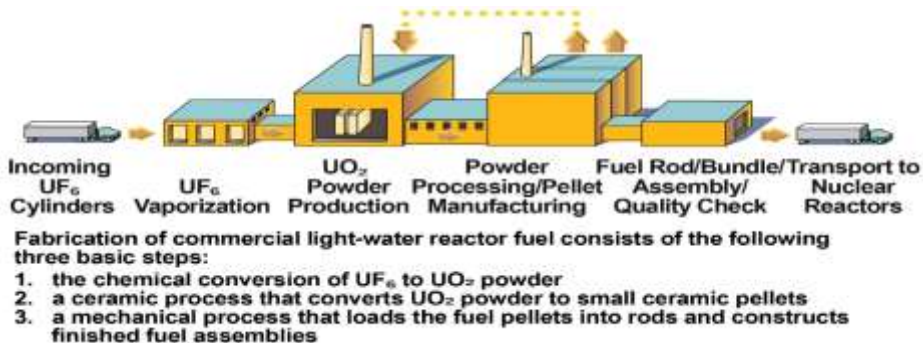 Incoming
UF₆
Cylinders
UF₆
Vaporization
UO₂
Powder
Production
Powder
Processing/Pellet
Manufacturing
Fuel Rod/Bundle/
Assembly/
Quality Check
Transport to
Nuclear
Reactors
Fabrication of commercial light-water reactor fuel consists of the following
three basic steps:
1. the chemical conversion of UF₆ to UO₂ powder
2. a ceramic process that converts UO₂ powder to small ceramic pellets
3. a mechanical process that loads the fuel pellets into rods and constructs
finished fuel assemblies